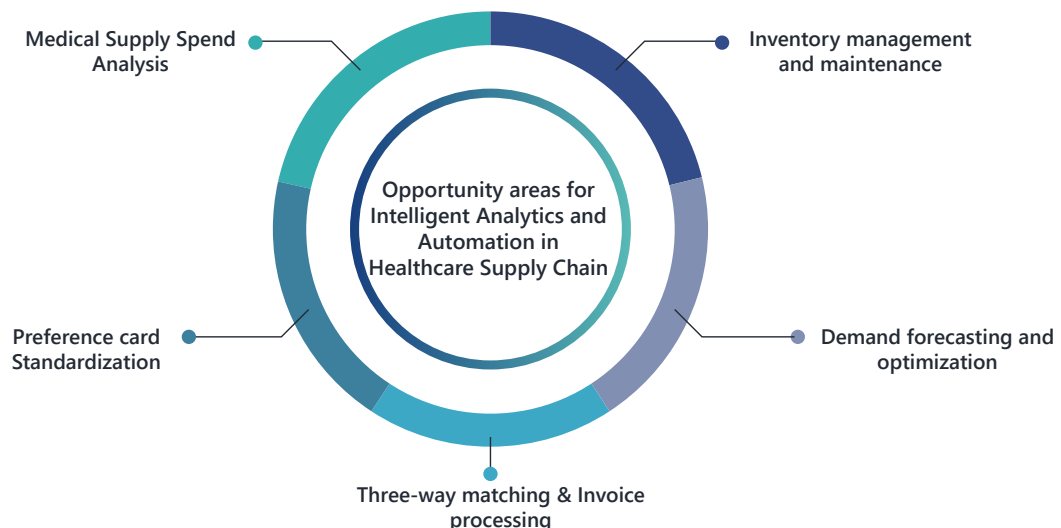 Medical Supply Spend
Analysis
Inventory management
and maintenance
Opportunity areas for
Intelligent Analytics and
Automation in
Healthcare Supply Chain
Preference card
Standardization
Demand forecasting and
optimization
Three-way matching & Invoice
processing